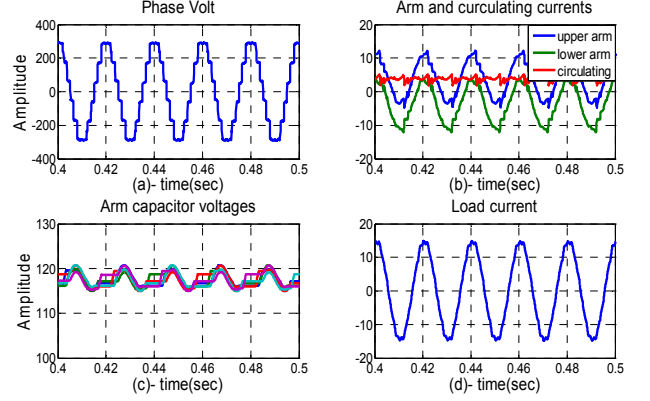 Phase Volt
Amplitude
400
200
0
-200
-400
0.4 0.42 0.44 0.46 0.48 0.5
(a)- time(sec)
Arm and curculating currents
20
10
0
-10
-20
upper arm
lower arm
circulating
0.4 0.42 0.44 0.46 0.48 0.5
(b)- time(sec)
Arm capacitor voltages
Amplitude
130
120
110
100
0.4 0.42 0.44 0.46 0.48 0.5
(c)- time(sec)
Load current
20
10
0
-10
-20
0.4 0.42 0.44 0.46 0.48 0.5
(d)- time(sec)